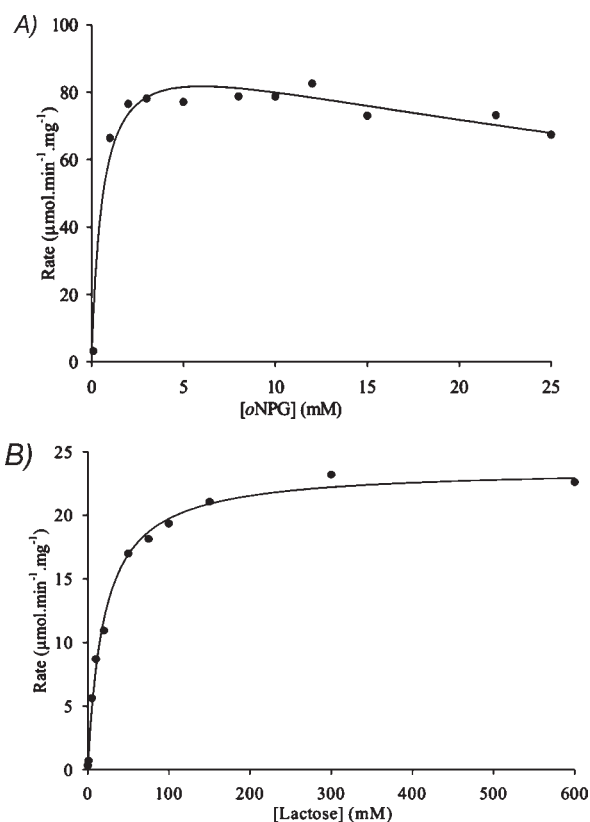 A)
100
80
60
40
20
0
Rate (µmol.min⁻¹.mg⁻¹)
0 5 10 15 20 25
[oNPG] (mM)
B)
25
20
15
10
5
0
Rate (µmol.min⁻¹.mg⁻¹)
0 100 200 300 400 500 600
[Lactose] (mM)